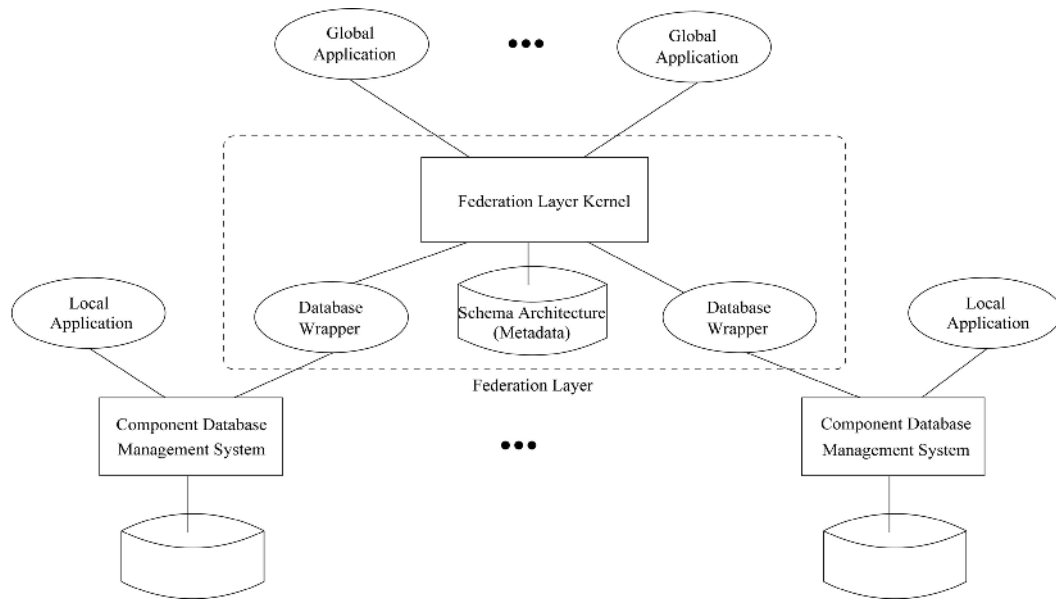 Global
Application
Global
Application
Federation Layer Kernel
Local
Application
Database
Wrapper
Schema Architecture
(Metadata)
Database
Wrapper
Local
Application
Federation Layer
Component Database
Management System
Component Database
Management System